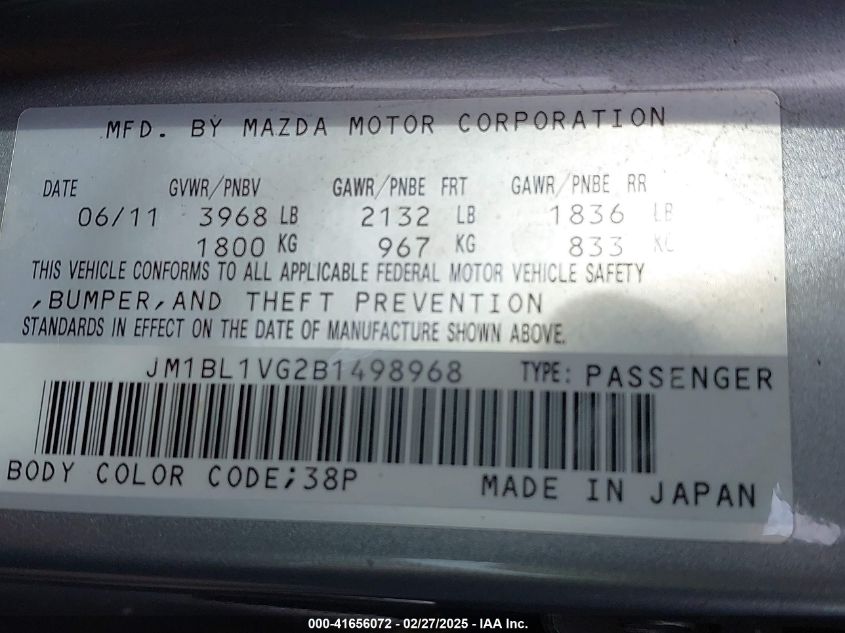 MFD. BY MAZDA MOTOR CORPORATION
DATE GVWR/PNBV GAWR/PNBE FRT GAWR/PNBE RR
06/11 3968 LB 2132 LB 1836 LB
1800 KG 967 KG 833 KG
THIS VEHICLE CONFORMS TO ALL APPLICABLE FEDERAL MOTOR VEHICLE SAFETY
,BUMPER,AND THEFT PREVENTION
STANDARDS IN EFFECT ON THE DATE OF MANUFACTURE SHOWN ABOVE.
JM1BL1VG2B1498968 TYPE: PASSENGER
BODY COLOR CODE;38P MADE IN JAPAN
000-41656072 - 02/27/2025 - IAA Inc.